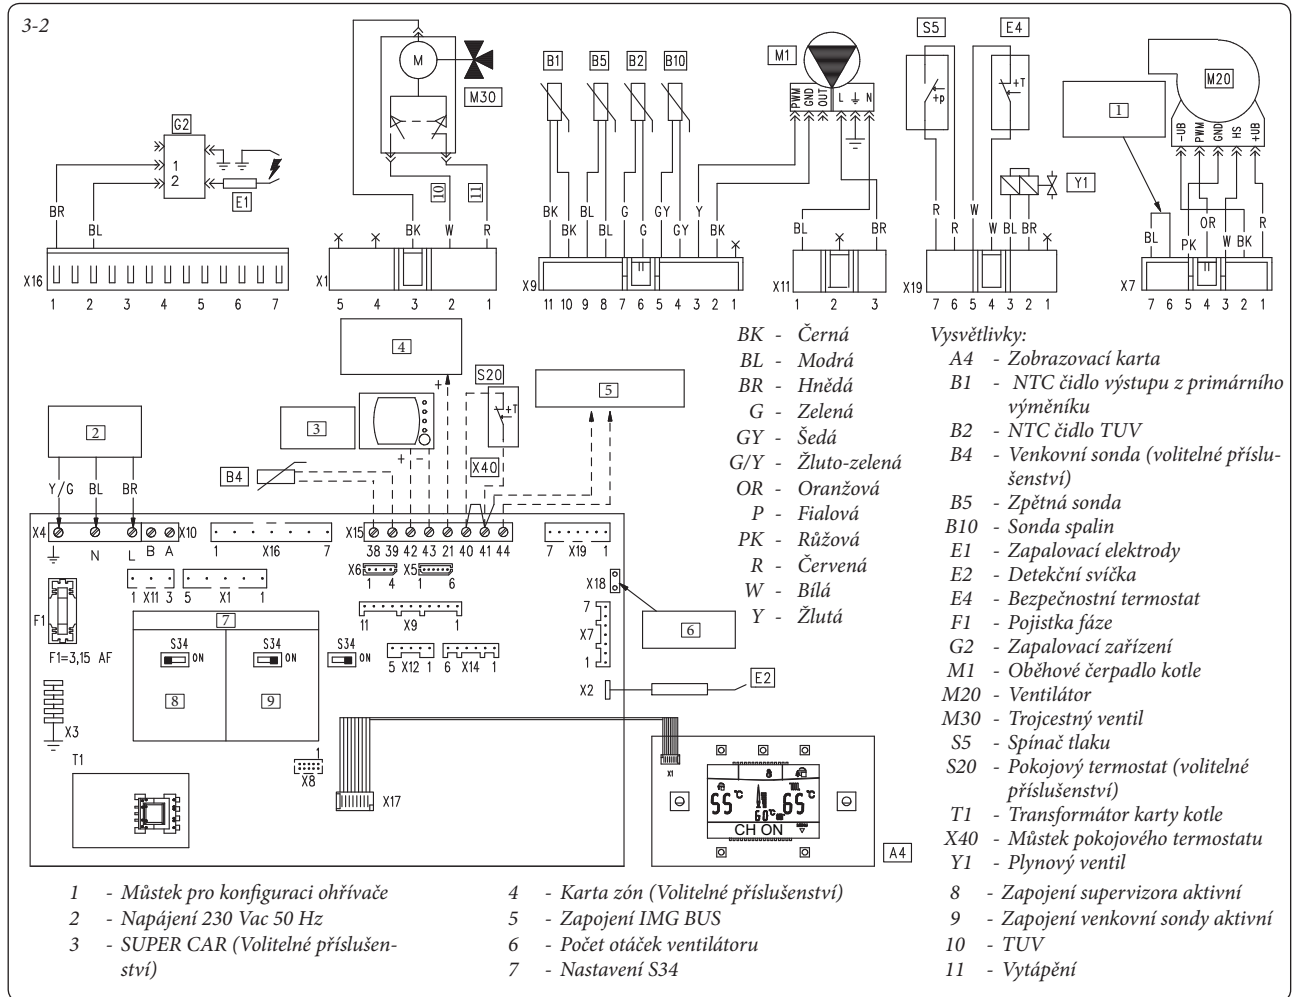 3-2
G2
1
2
E1
BR
BL
X16
1 2 3 4 5 6 7
M
M30
10
11
BK W R
X1
5 4 3 2 1
B1 B5 B2 B10
BK BL G GY Y
BK BL G GY BK
X9
11 10 9 8 7 6 5 4 3 2 1
M1
PWM GND OUT L N
BL BR
X11
1 2 3
S5 E4
+p
+T
Y1
R R W W BL BR
X19
7 6 5 4 3 2 1
M20
1
-UB PWM GND HS +UB
BL PK OR W BK R
X7
7 6 5 4 3 2 1
4
3
+
+ -
S20
+T
5
X40
B4
2
Y/G BL BR
X4
N L B A X10
1 X16 7
X15
38 39 42 43 21 40 41 44
7 X19 1
1 X11 3
5 X1 1
X6
1 4
X5
1 6
X18
F1
F1=3,15 AF
11 X9 1
7
X7
1
6
7
S34
ON
S34
ON
S34
ON
8
9
5 X12 1
6 X14 1
X2
E2
X3
T1
1
X8
X17
X1
8
55 °C
60°C
65 °C
CH ON
A4
BK - Černá
BL - Modrá
BR - Hnědá
G - Zelená
GY - Šedá
G/Y - Žluto-zelená
OR - Oranžová
P - Fialová
PK - Růžová
R - Červená
W - Bílá
Y - Žlutá
Vysvětlivky:
A4 - Zobrazovací karta
B1 - NTC čidlo výstupu z primárního
výměníku
B2 - NTC čidlo TUV
B4 - Venkovní sonda (volitelné příslu-
šenství)
B5 - Zpětná sonda
B10 - Sonda spalin
E1 - Zapalovací elektrody
E2 - Detekční svíčka
E4 - Bezpečnostní termostat
F1 - Pojistka fáze
G2 - Zapalovací zařízení
M1 - Oběhové čerpadlo kotle
M20 - Ventilátor
M30 - Trojcestný ventil
S5 - Spínač tlaku
S20 - Pokojový termostat (volitelné
příslušenství)
T1 - Transformátor karty kotle
X40 - Můstek pokojového termostatu
Y1 - Plynový ventil
1 - Můstek pro konfiguraci ohřívače
2 - Napájení 230 Vac 50 Hz
3 - SUPER CAR (Volitelné příslušen-
ství)
4 - Karta zón (Volitelné příslušenství)
5 - Zapojení IMG BUS
6 - Počet otáček ventilátoru
7 - Nastavení S34
8 - Zapojení supervizora aktivní
9 - Zapojení venkovní sondy aktivní
10 - TUV
11 - Vytápění